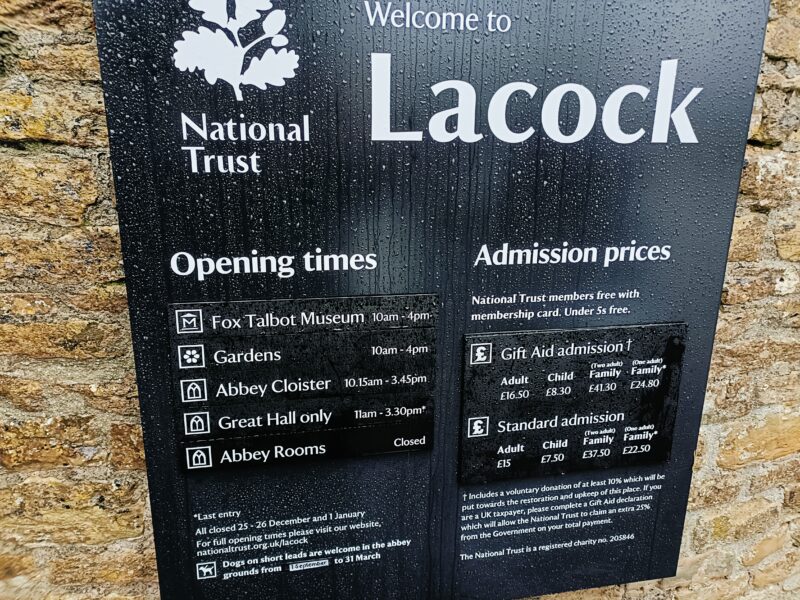 Welcome to
Lacock
National
Trust
Opening times
Fox Talbot Museum 10am - 4pm
Gardens 10am - 4pm
Abbey Cloister 10.15am - 3.45pm
Great Hall only 11am - 3.30pm*
Abbey Rooms Closed
*Last entry
All closed 25 - 26 December and 1 January
For full opening times please visit our website,
nationaltrust.org.uk/lacock
Dogs on short leads are welcome in the abbey
grounds from 1 September to 31 March
Admission prices
National Trust members free with
membership card. Under 5s free.
£ Gift Aid admission †
(Two adult) (One adult)
Adult Child Family Family*
£16.50 £8.30 £41.30 £24.80
£ Standard admission
(Two adult) (One adult)
Adult Child Family Family*
£15 £7.50 £37.50 £22.50
† Includes a voluntary donation of at least 10% which will be
put towards the restoration and upkeep of this place. If you
are a UK taxpayer, please complete a Gift Aid declaration
which will allow the National Trust to claim an extra 25%
from the Government on your total payment.
The National Trust is a registered charity no. 205846